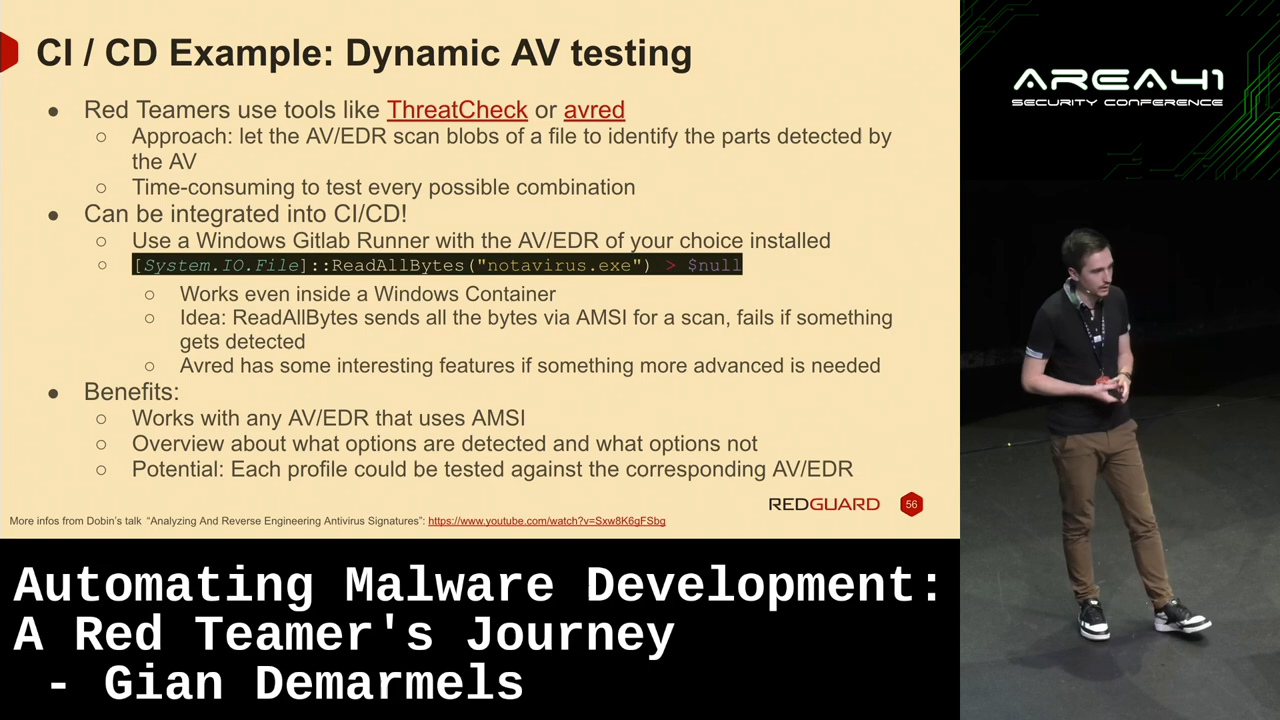 CI / CD Example: Dynamic AV testing
● Red Teamers use tools like ThreatCheck or avred
○ Approach: let the AV/EDR scan blobs of a file to identify the parts detected by
the AV
○ Time-consuming to test every possible combination
● Can be integrated into CI/CD!
○ Use a Windows Gitlab Runner with the AV/EDR of your choice installed
○ [System.IO.File]::ReadAllBytes("notavirus.exe") > $null
○ Works even inside a Windows Container
○ Idea: ReadAllBytes sends all the bytes via AMSI for a scan, fails if something
gets detected
○ Avred has some interesting features if something more advanced is needed
● Benefits:
○ Works with any AV/EDR that uses AMSI
○ Overview about what options are detected and what options not
○ Potential: Each profile could be tested against the corresponding AV/EDR
REDGUARD 56
More infos from Dobin's talk "Analyzing And Reverse Engineering Antivirus Signatures": https://www.youtube.com/watch?v=Sxw8K6gFSbg
AREA41
SECURITY CONFERENCE
Automating Malware Development:
A Red Teamer's Journey
- Gian Demarmels